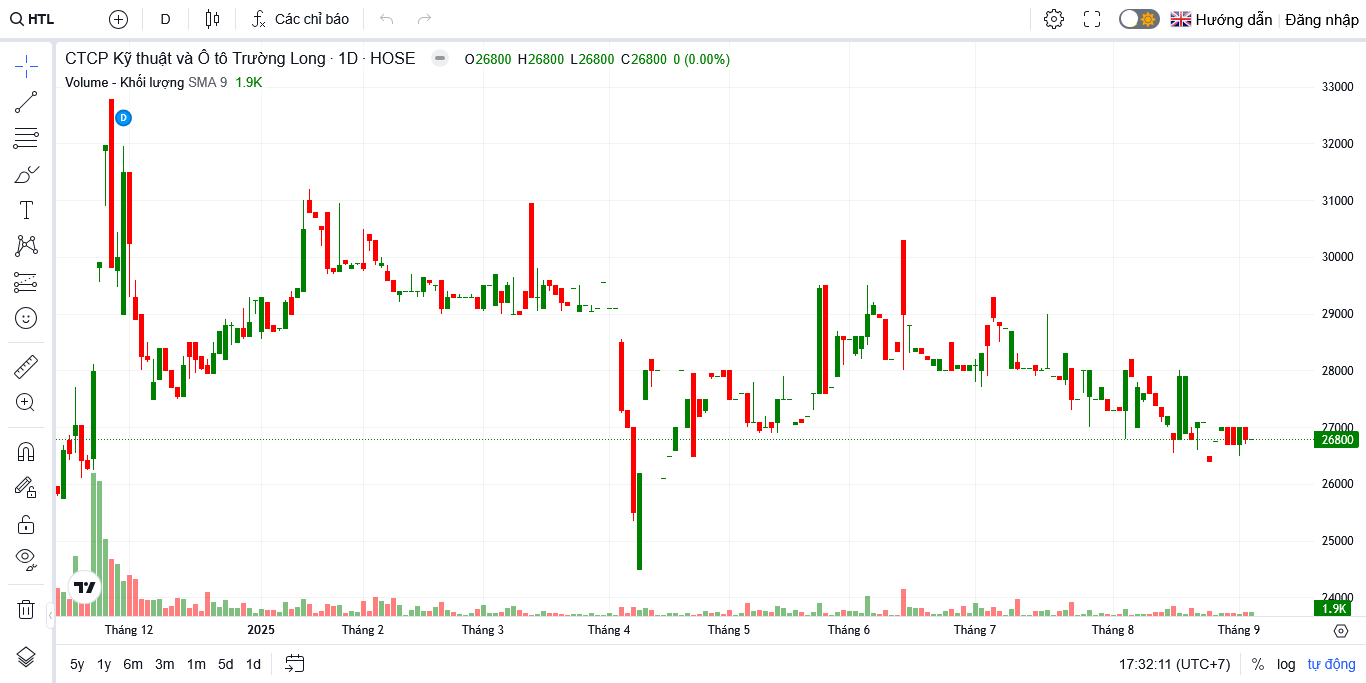 HTL
D
Các chỉ báo
Hướng dẫn
Đăng nhập
CTCP Kỹ thuật và Ô tô Trường Long · 1D · HOSE
O26800 H26800 L26800 C26800 0 (0.00%)
Volume - Khối lượng SMA 9 1.9K
D
33000
32000
31000
30000
29000
28000
27000
26800
26000
25000
24000
1.9K
Tháng 12
2025
Tháng 2
Tháng 3
Tháng 4
Tháng 5
Tháng 6
Tháng 7
Tháng 8
Tháng 9
5y 1y 6m 3m 1m 5d 1d
17:32:11 (UTC+7)
% log tự động